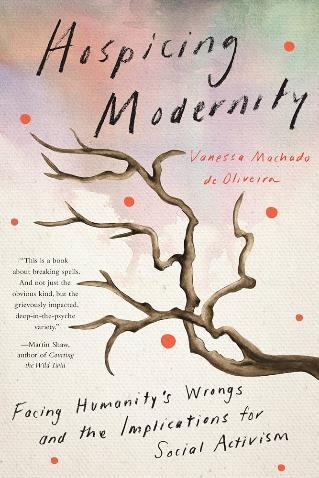 Hospicing
Modernity
Vanessa Machado
de Oliveira
"This is a book
about breaking spells.
And not just the
obvious kind, but the
grievously impacted,
deep-in-the-psyche
variety."
—Martin Shaw,
author of Courting
the Wild Twin
Facing Humanity's Wrongs
and the Implications for
Social Activism